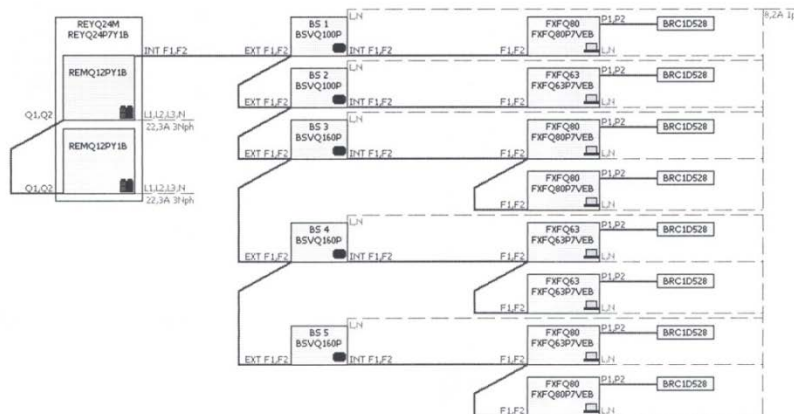 REYQ24M
REYQ24P7Y1B
INT F1,F2
REMQ12PY1B
Q1,Q2
L1,L2,L3,N
22,3A 3Nph
REMQ12PY1B
Q1,Q2
L1,L2,L3,N
22,3A 3Nph
BS 1
BSVQ100P
L,N
EXT F1,F2
INT F1,F2
F1,F2
FXFQ80
FXFQ80P7VEB
P1,P2
BRC1D528
L,N
8,2A 1p
BS 2
BSVQ100P
L,N
EXT F1,F2
INT F1,F2
F1,F2
FXFQ63
FXFQ63P7VEB
P1,P2
BRC1D528
L,N
BS 3
BSVQ160P
L,N
EXT F1,F2
INT F1,F2
F1,F2
FXFQ80
FXFQ80P7VEB
P1,P2
BRC1D528
L,N
FXFQ80
FXFQ80P7VEB
P1,P2
BRC1D528
F1,F2
L,N
BS 4
BSVQ160P
L,N
EXT F1,F2
INT F1,F2
F1,F2
FXFQ63
FXFQ63P7VEB
P1,P2
BRC1D528
L,N
FXFQ63
FXFQ63P7VEB
P1,P2
BRC1D528
F1,F2
L,N
BS 5
BSVQ160P
L,N
EXT F1,F2
INT F1,F2
F1,F2
FXFQ80
FXFQ63P7VEB
P1,P2
BRC1D528
L,N
FXFQ80
FXFQ80P7VEB
P1,P2
BRC1D528
F1,F2
L,N